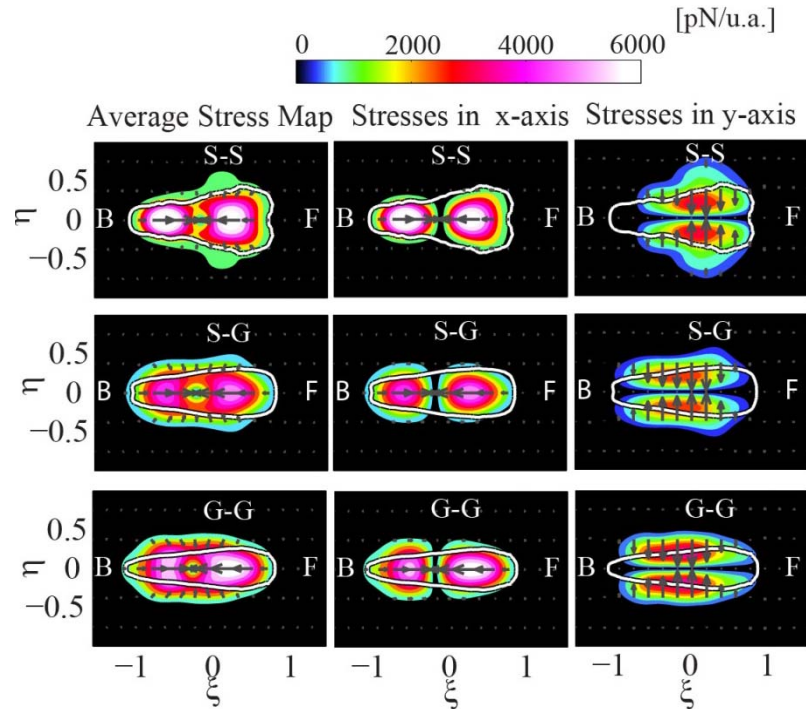 [pN/u.a.]
0 2000 4000 6000
Average Stress Map Stresses in x-axis Stresses in y-axis
S-S S-S S-S
0.5
η 0 B F B F
−0.5
S-G S-G S-G
0.5
η 0 B F B F B F
−0.5
G-G G-G G-G
0.5
η 0 B F B F B F
−0.5
−1 0 1 −1 0 1 −1 0 1
ξ ξ ξ